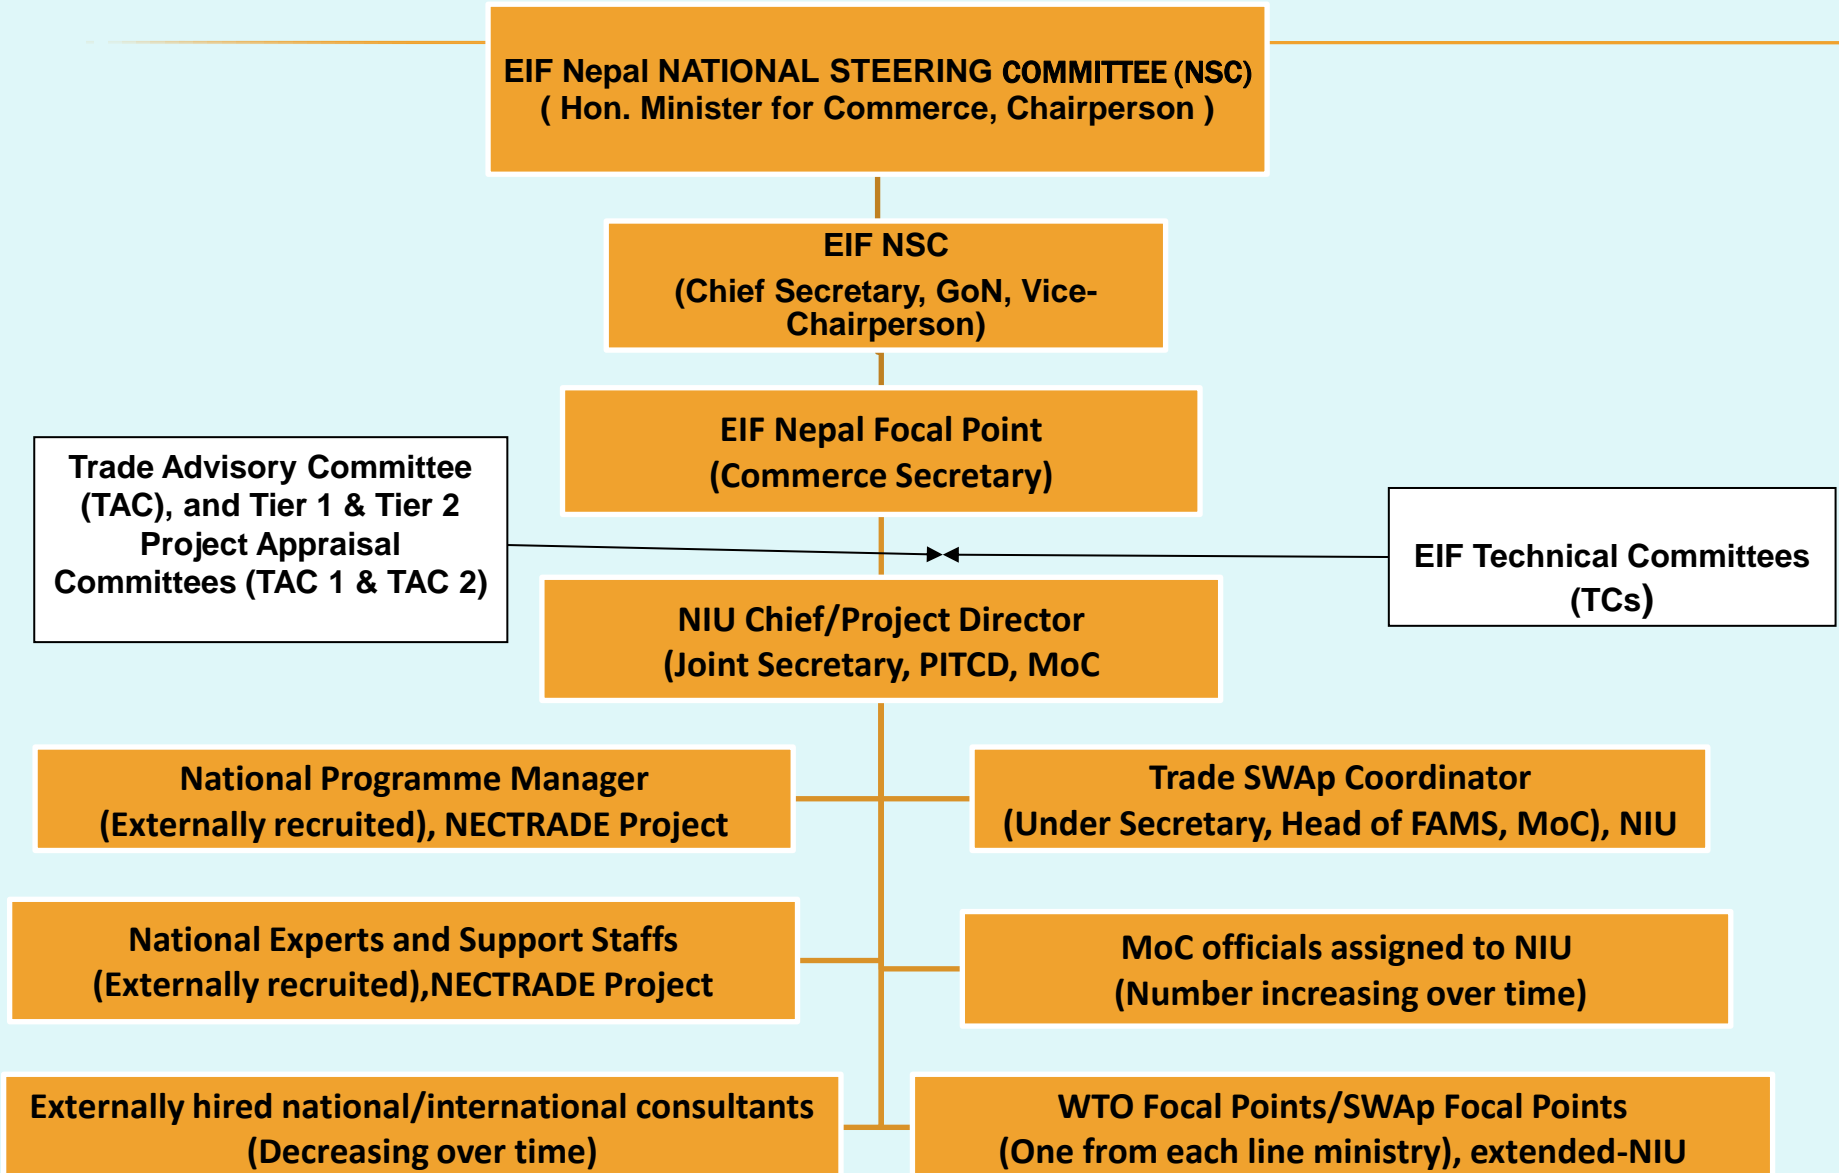 EIF Nepal NATIONAL STEERING COMMITTEE (NSC)
( Hon. Minister for Commerce, Chairperson )
EIF NSC
(Chief Secretary, GoN, Vice-
Chairperson)
EIF Nepal Focal Point
(Commerce Secretary)
Trade Advisory Committee
(TAC), and Tier 1 & Tier 2
Project Appraisal
Committees (TAC 1 & TAC 2)
EIF Technical Committees
(TCs)
NIU Chief/Project Director
(Joint Secretary, PITCD, MoC
National Programme Manager
(Externally recruited), NECTRADE Project
Trade SWAp Coordinator
(Under Secretary, Head of FAMS, MoC), NIU
National Experts and Support Staffs
(Externally recruited),NECTRADE Project
MoC officials assigned to NIU
(Number increasing over time)
Externally hired national/international consultants
(Decreasing over time)
WTO Focal Points/SWAp Focal Points
(One from each line ministry), extended-NIU